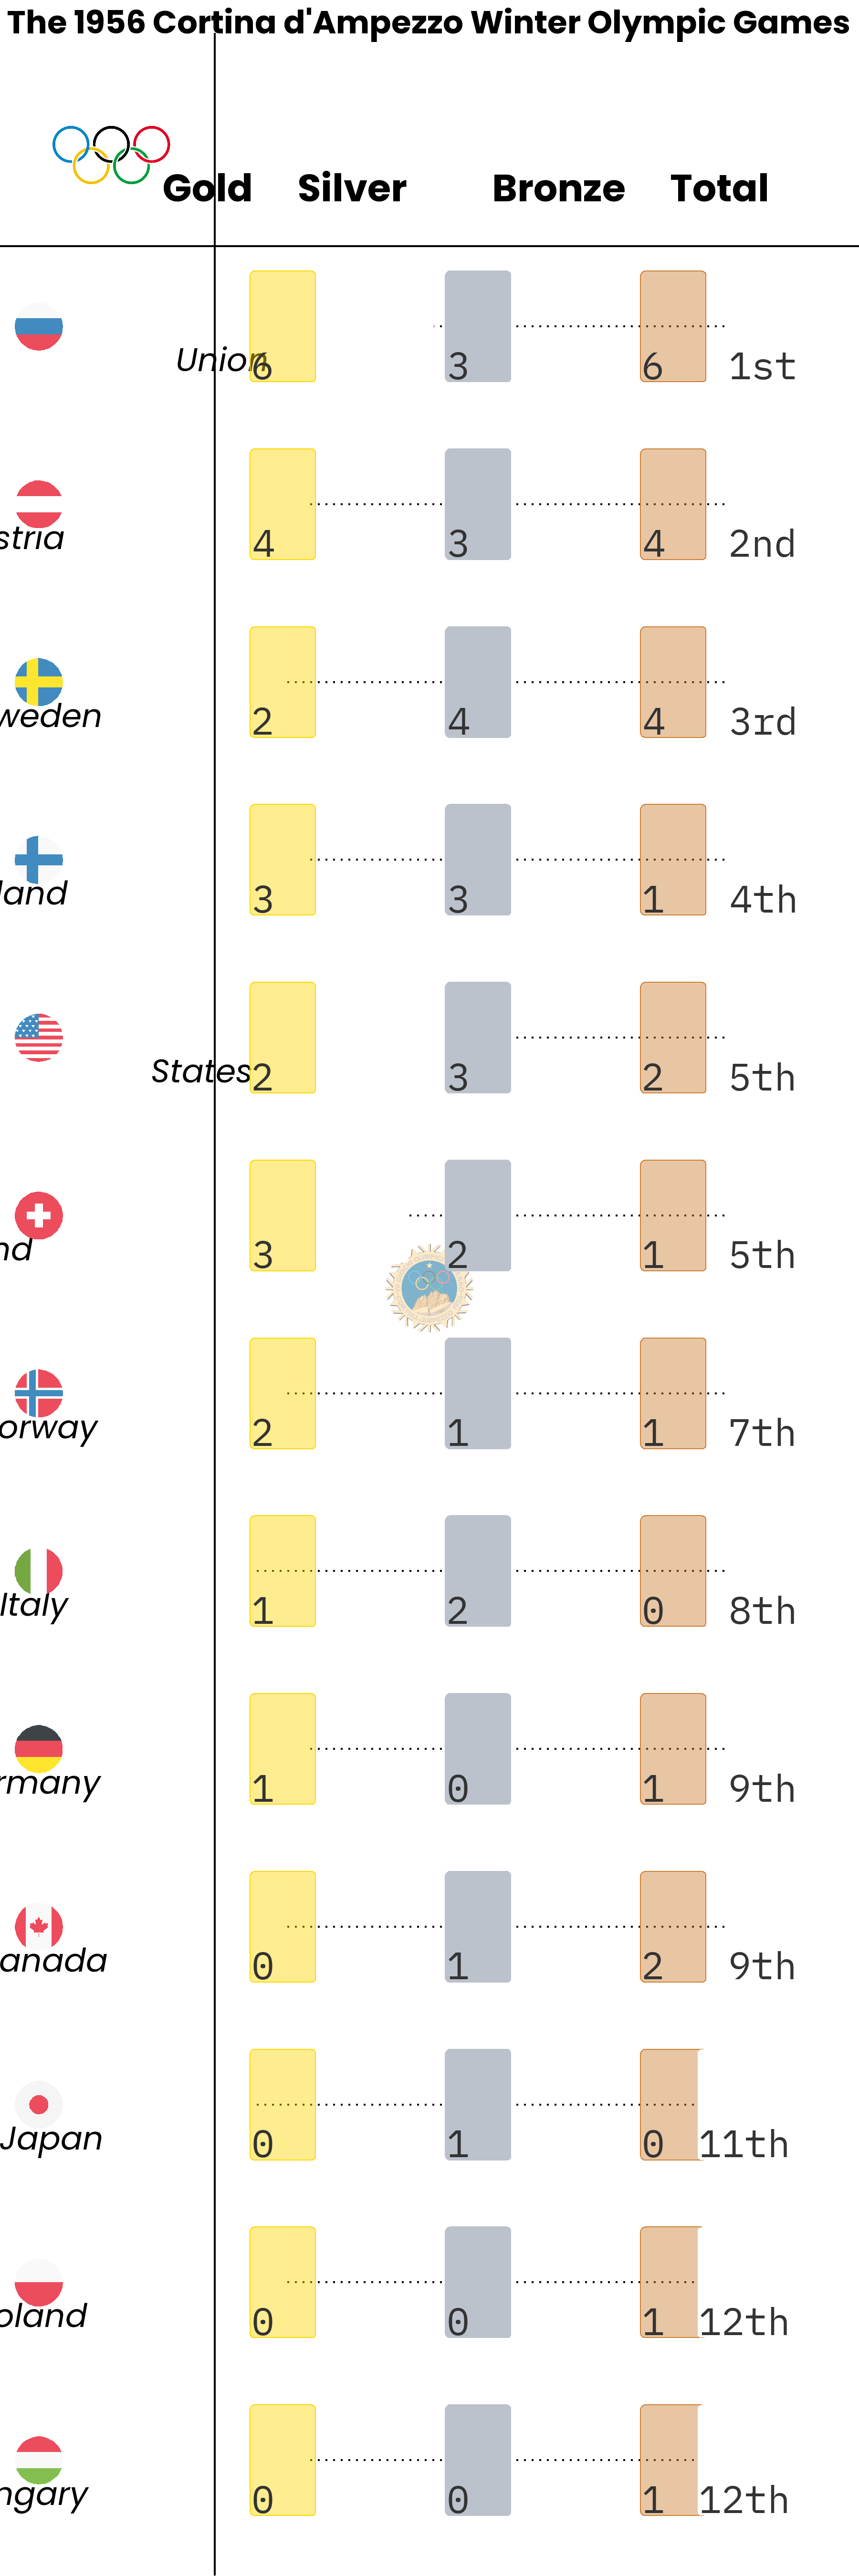 The 1956 Cortina d'Ampezzo Winter Olympic Games
Gold Silver Bronze Total
Union 6 3 6 1st
stria 4 3 4 2nd
weden 2 4 4 3rd
land 3 3 1 4th
States 2 3 2 5th
nd 3 2 1 5th
orway 2 1 1 7th
Italy 1 2 0 8th
rmany 1 0 1 9th
anada 0 1 2 9th
Japan 0 1 0 11th
oland 0 0 1 12th
ngary 0 0 1 12th